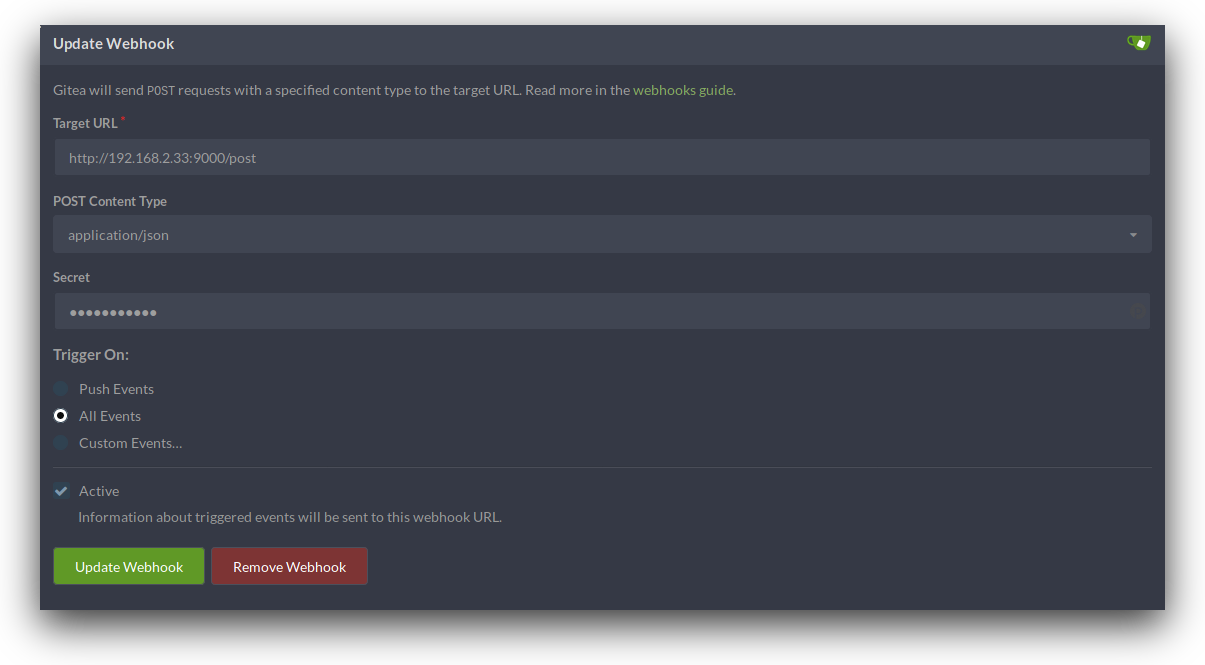 Update Webhook
Gitea will send POST requests with a specified content type to the target URL. Read more in the webhooks guide.
Target URL *
http://192.168.2.33:9000/post
POST Content Type
application/json
Secret
●●●●●●●●●●●
Trigger On:
Push Events
All Events
Custom Events...
Active
Information about triggered events will be sent to this webhook URL.
Update Webhook
Remove Webhook